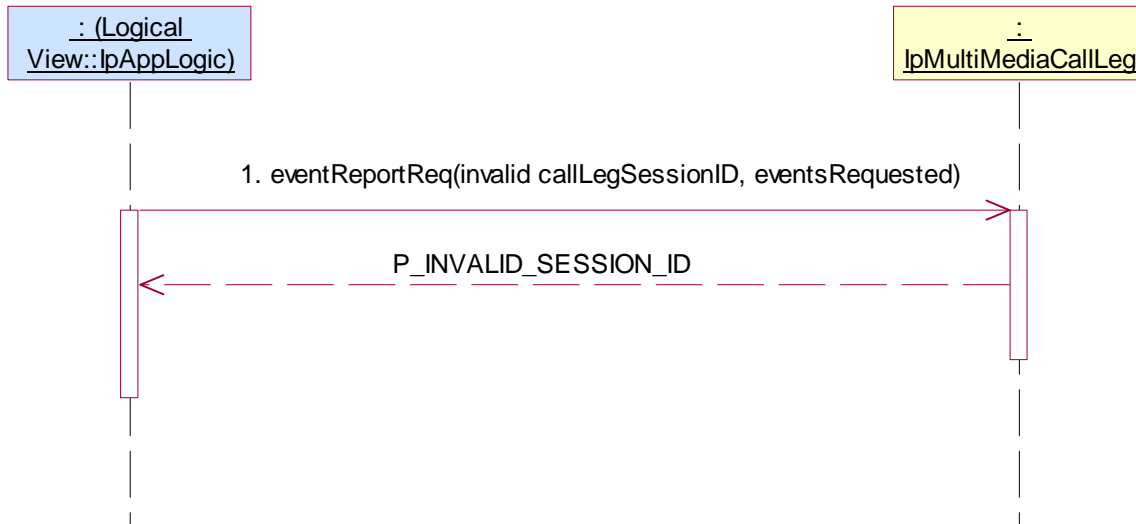 : (Logical
View::IpAppLogic)
:
IpMultiMediaCallLeg
1. eventReportReq(invalid callLegSessionID, eventsRequested)
P_INVALID_SESSION_ID